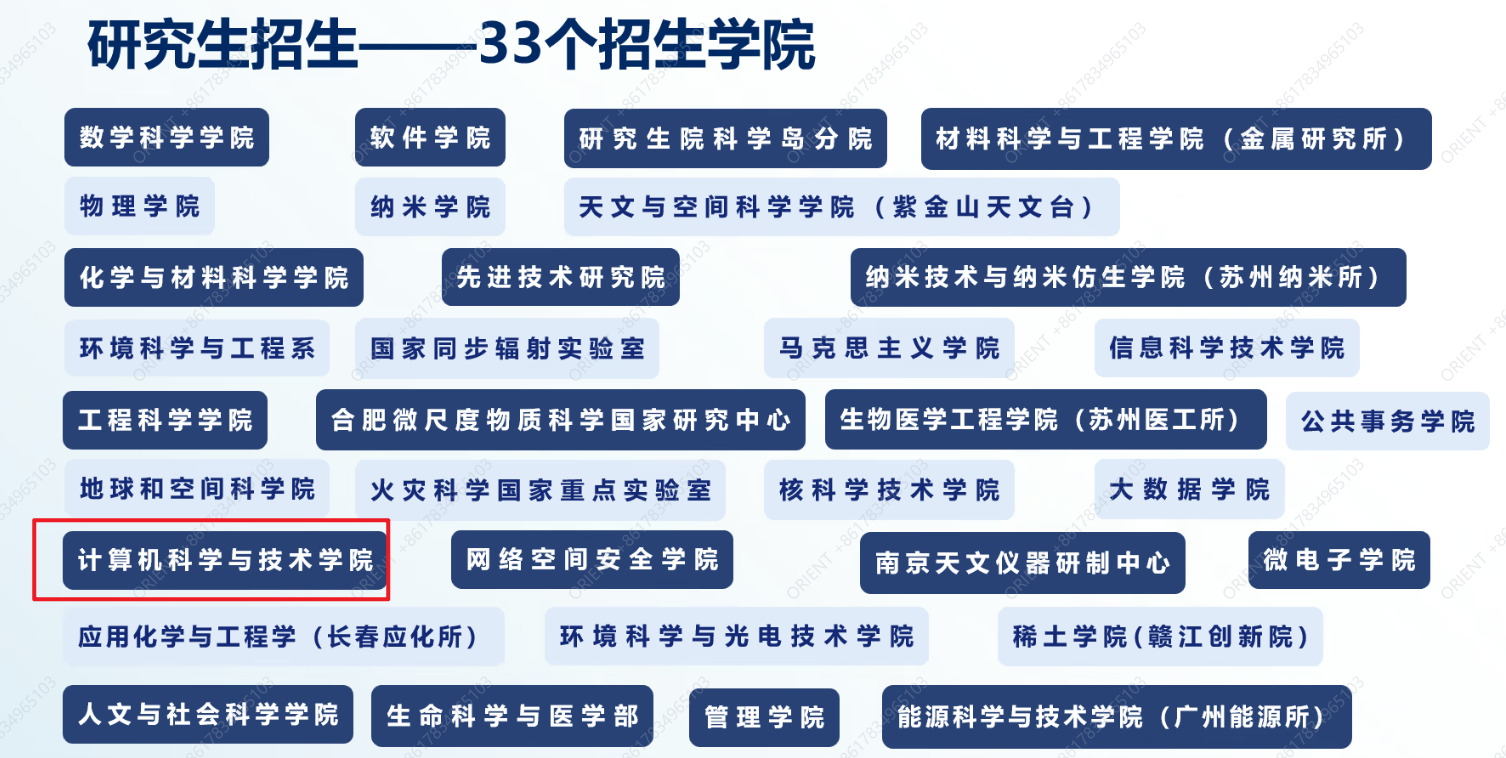 研究生招生——33个招生学院
数学科学学院 软件学院 研究生院科学岛分院 材料科学与工程学院（金属研究所）
物理学院 纳米学院 天文与空间科学学院（紫金山天文台）
化学与材料科学学院 先进技术研究院 纳米技术与纳米仿生学院（苏州纳米所）
环境科学与工程系 国家同步辐射实验室 马克思主义学院 信息科学技术学院
工程科学学院 合肥微尺度物质科学国家研究中心 生物医学工程学院（苏州医工所） 公共事务学院
地球和空间科学院 火灾科学国家重点实验室 核科学技术学院 大数据学院
计算机科学与技术学院 网络空间安全学院 南京天文仪器研制中心 微电子学院
应用化学与工程学（长春应化所） 环境科学与光电技术学院 稀土学院(赣江创新院)
人文与社会科学学院 生命科学与医学部 管理学院 能源科学与技术学院（广州能源所）
ORIENT +8617834965103